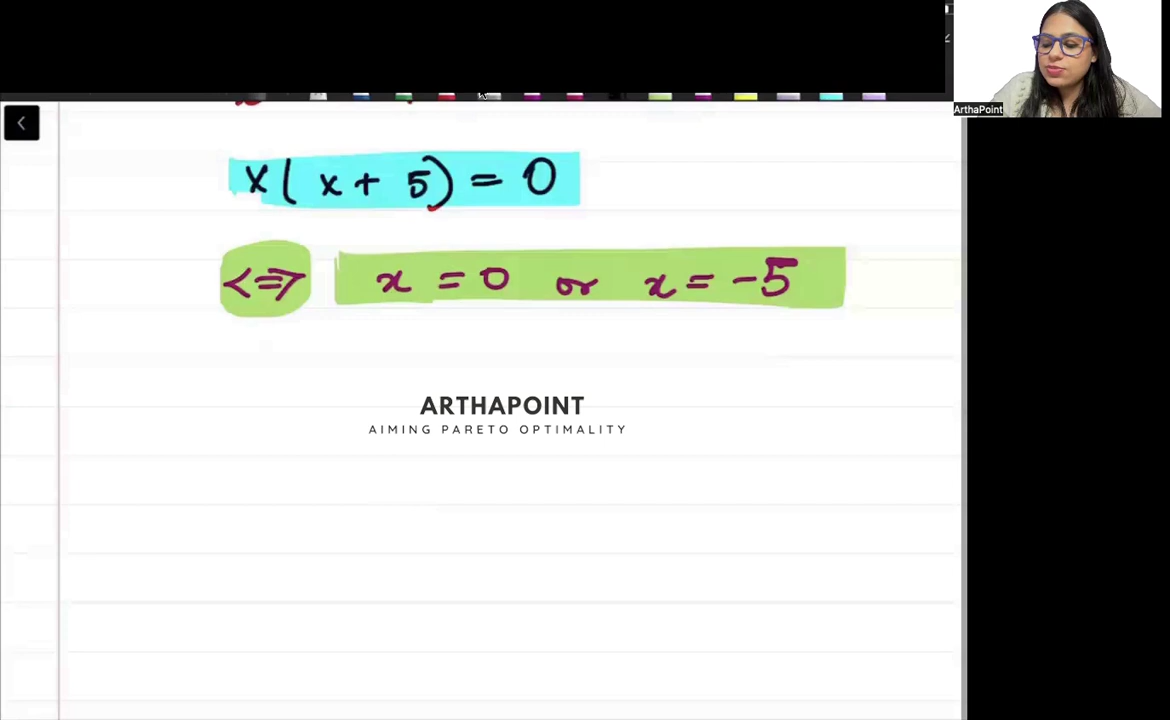 ArthaPoint
x( x + 5) = 0
<=> x = 0 or x = -5
ARTHAPOINT
AIMING PARETO OPTIMALITY